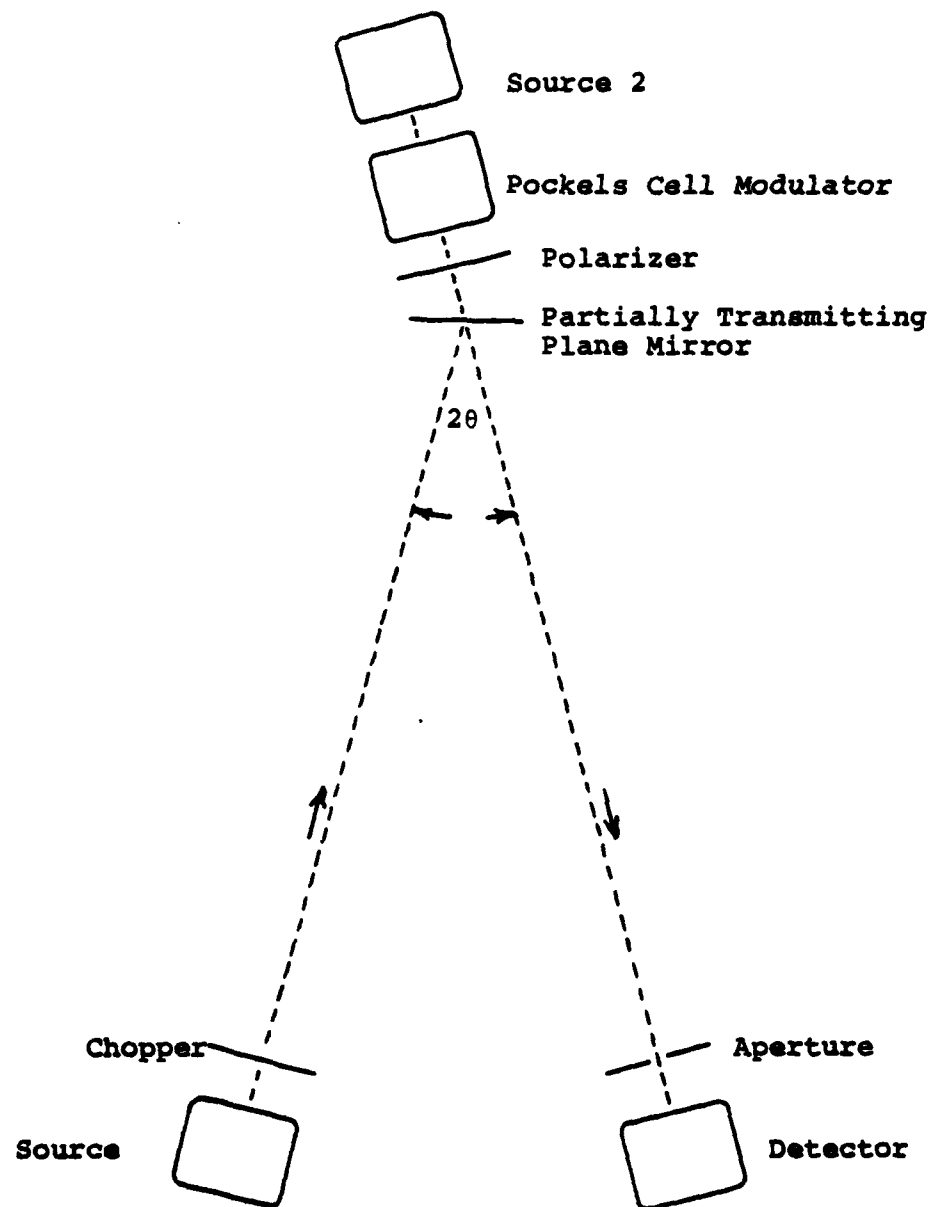 Source 2
Pockels Cell Modulator
Polarizer
Partially Transmitting
Plane Mirror
2θ
Chopper
Aperture
Source
Detector